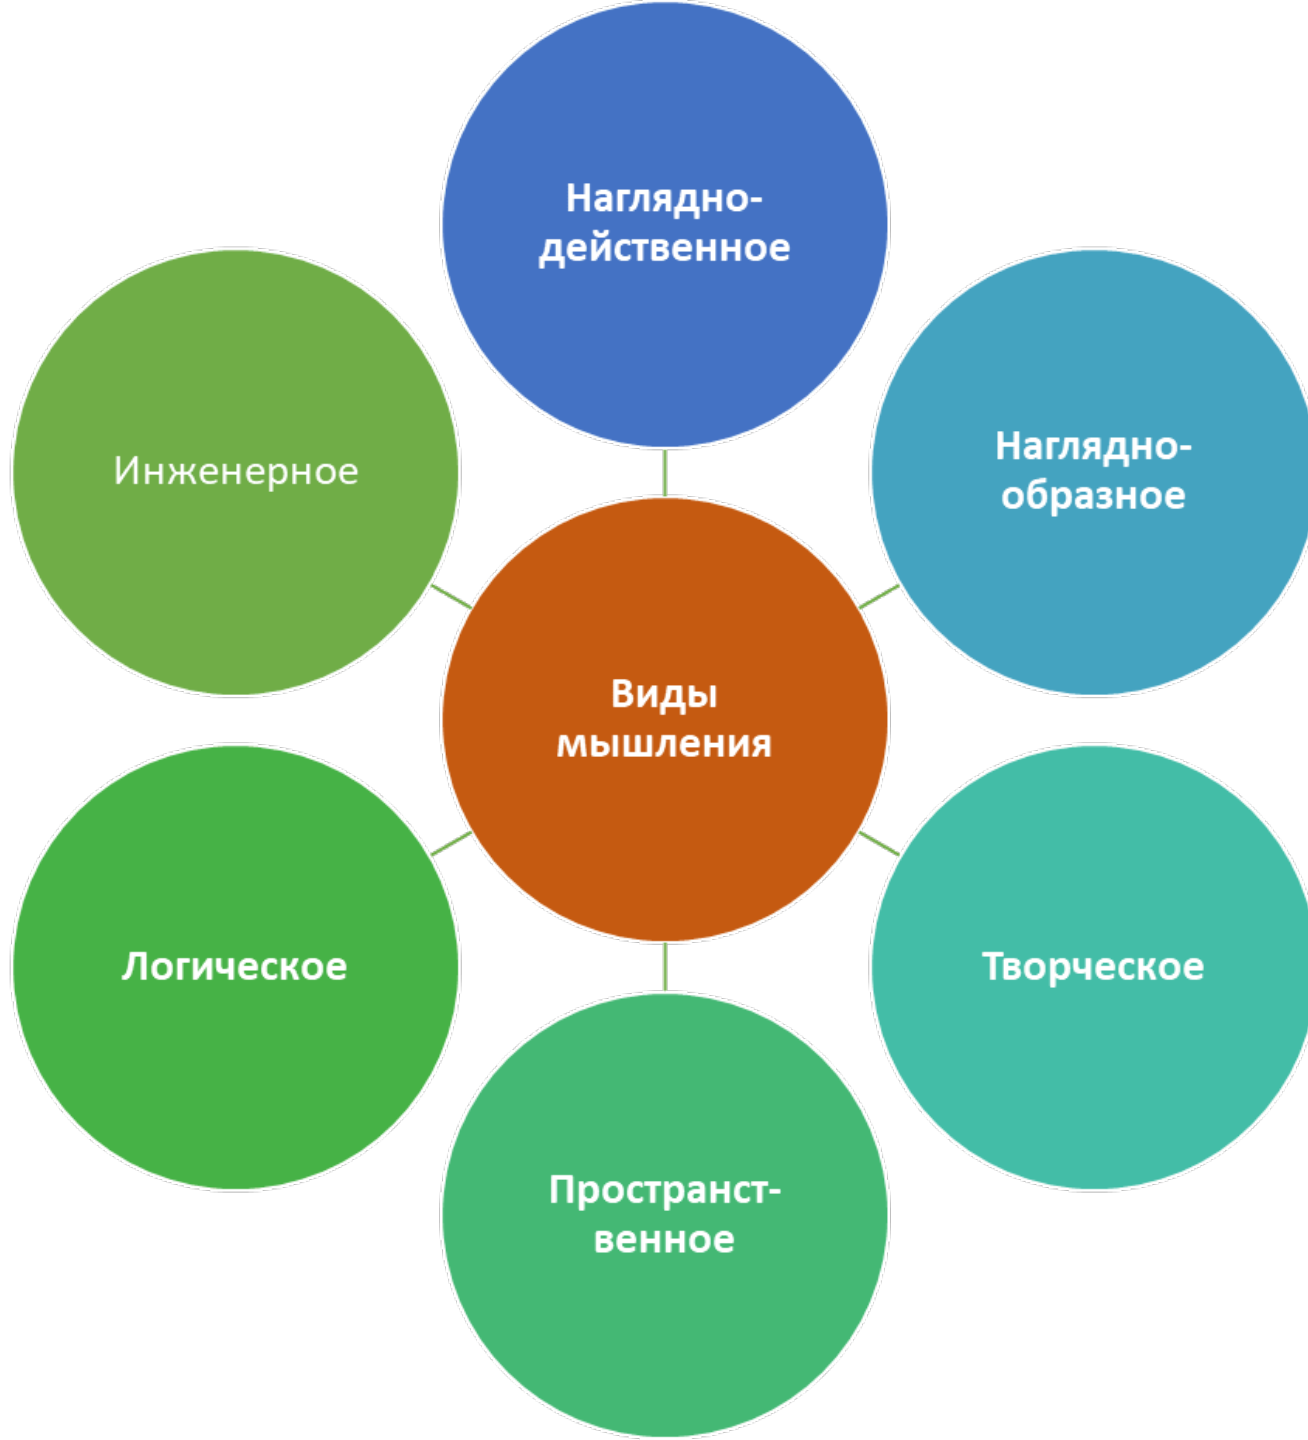 Наглядно-
действенное
Наглядно-
образное
Творческое
Пространст-
венное
Логическое
Инженерное
Виды
мышления